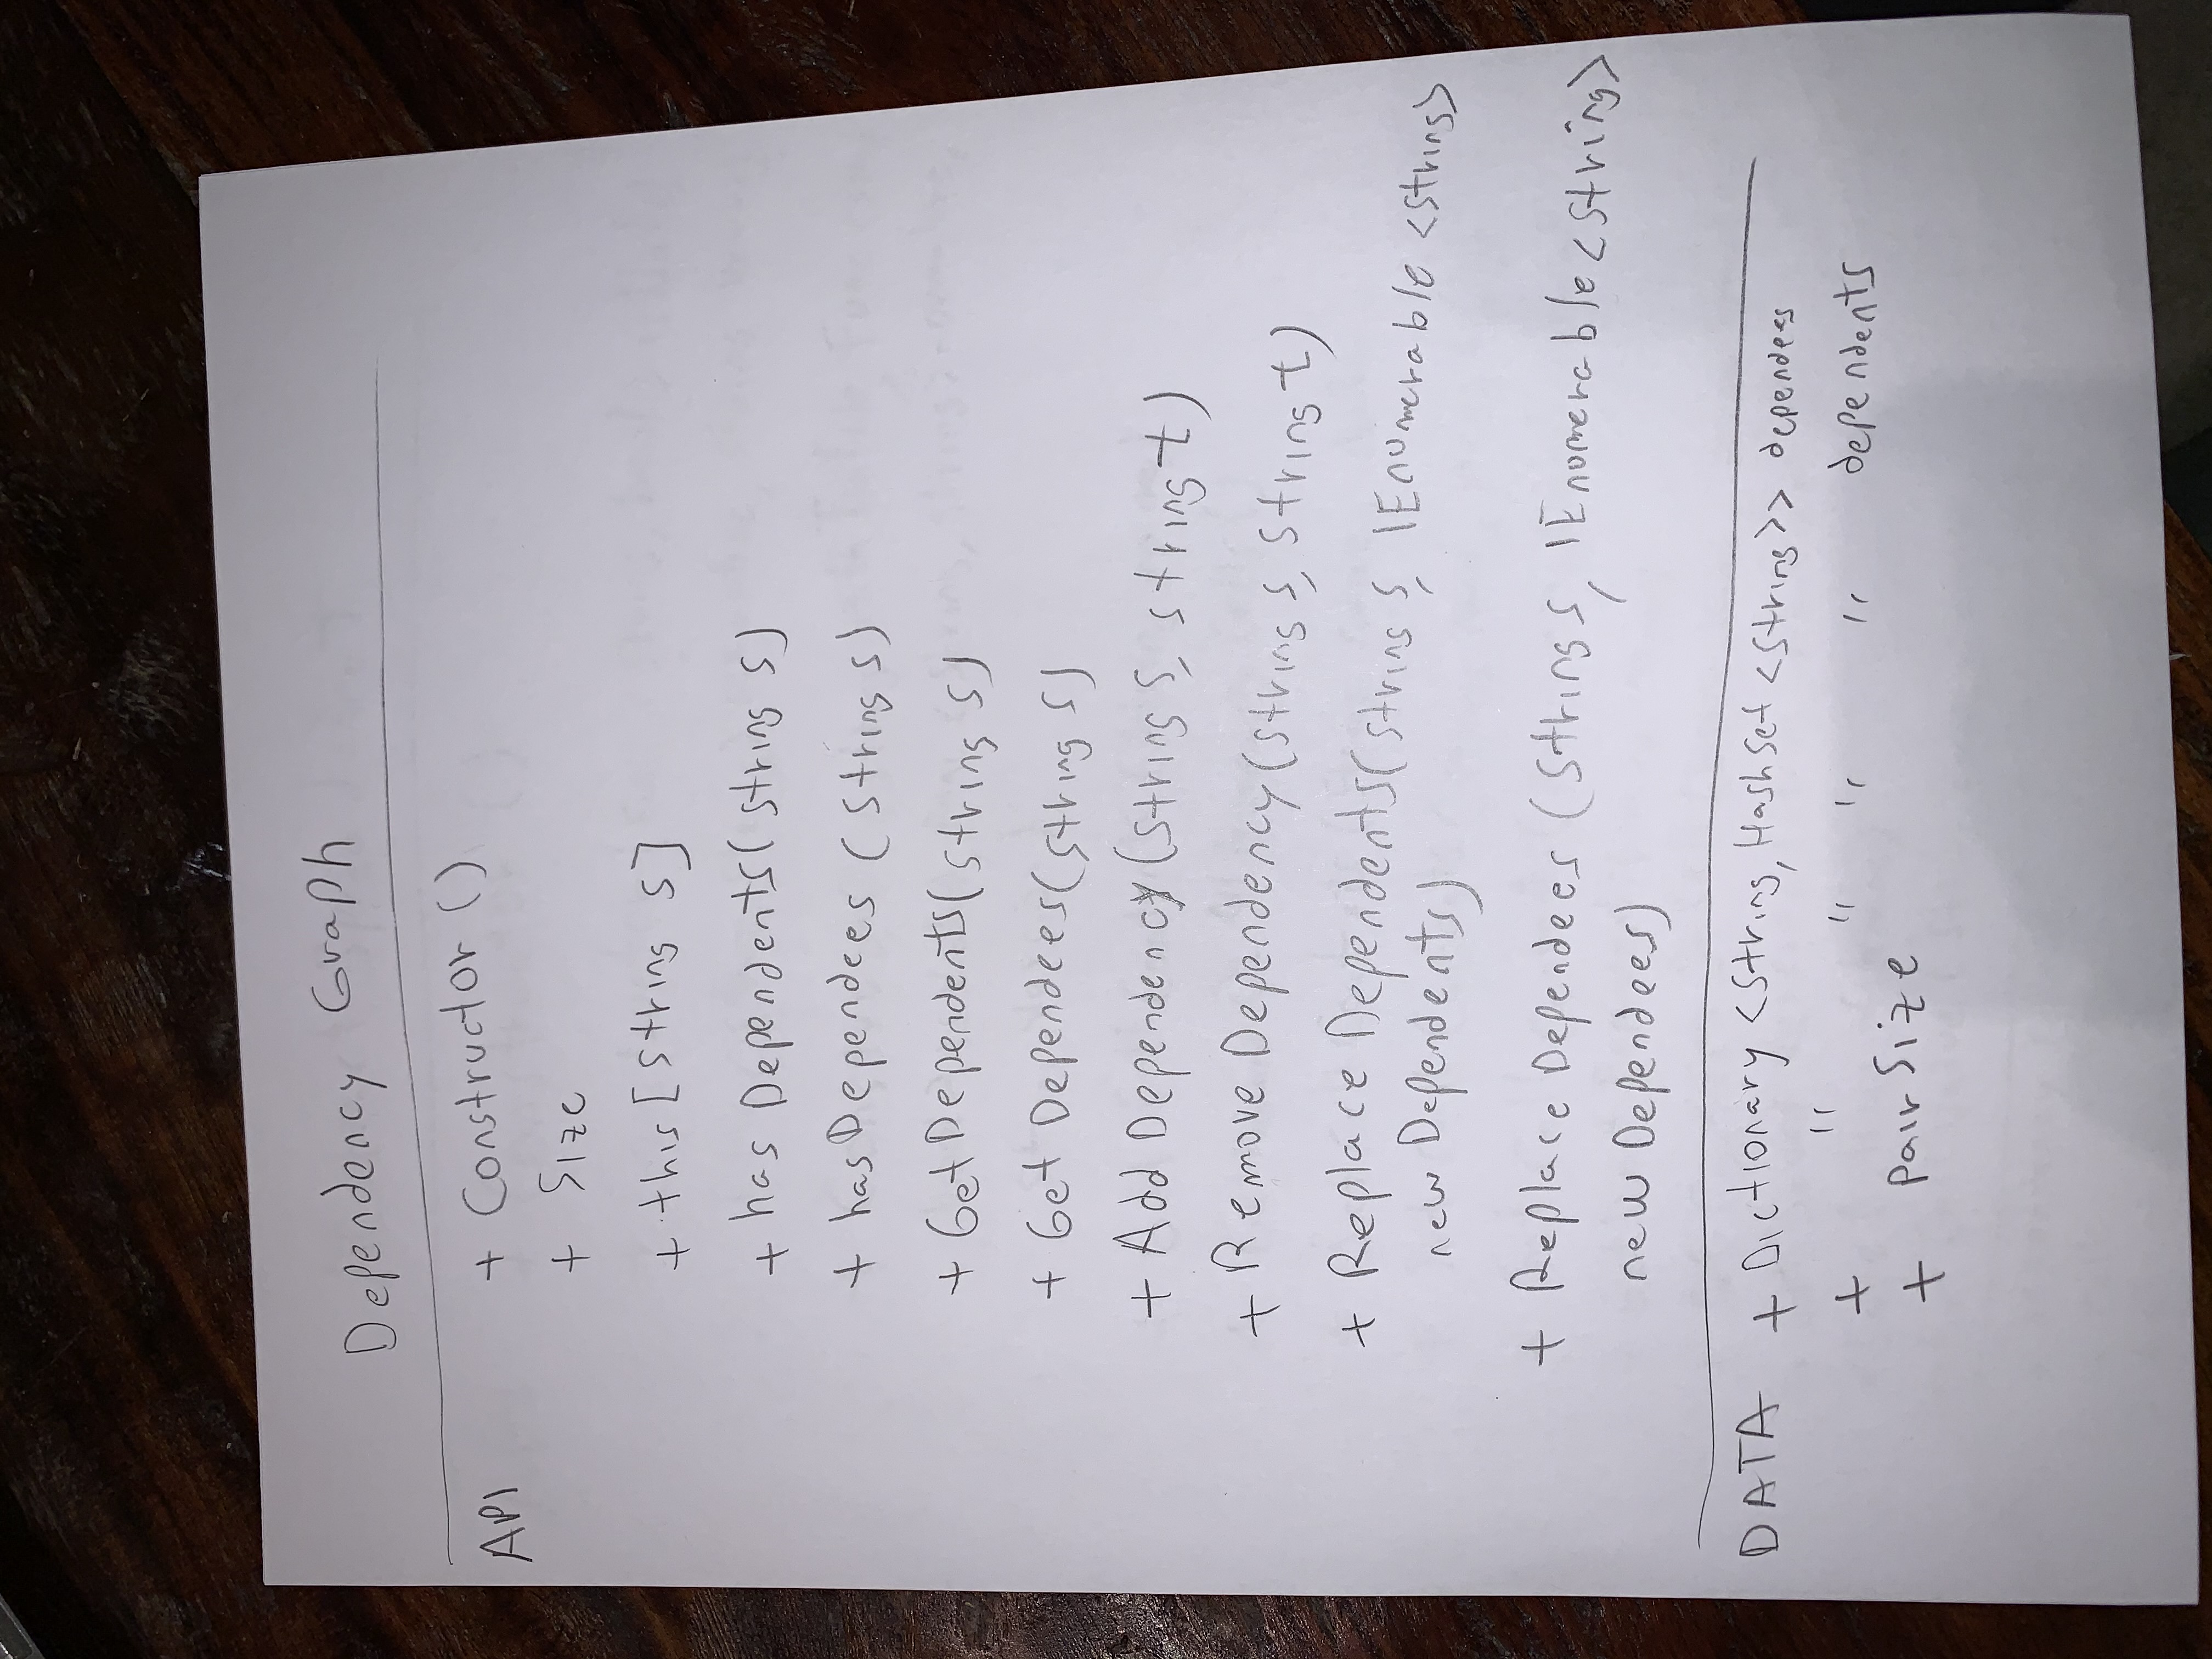 Dependency Graph
API + Constructor ()
+ Size
+ this [string s]
+ has Dependents(string s)
+ hasDependees (string s)
+ Get Dependents(string s)
+ Get Dependees(string s)
+ Add Dependency (string s, string t)
+ Remove Dependency (string s, string t)
+ Replace Dependents(string s, IEnumerable <string>
new Dependents)
+ Replace Dependees (string s, IEnumerable <string>
new Dependees)
DATA + Dictionary <string, HashSet <string>> dependees
+ " " " " dependents
+ pair Size